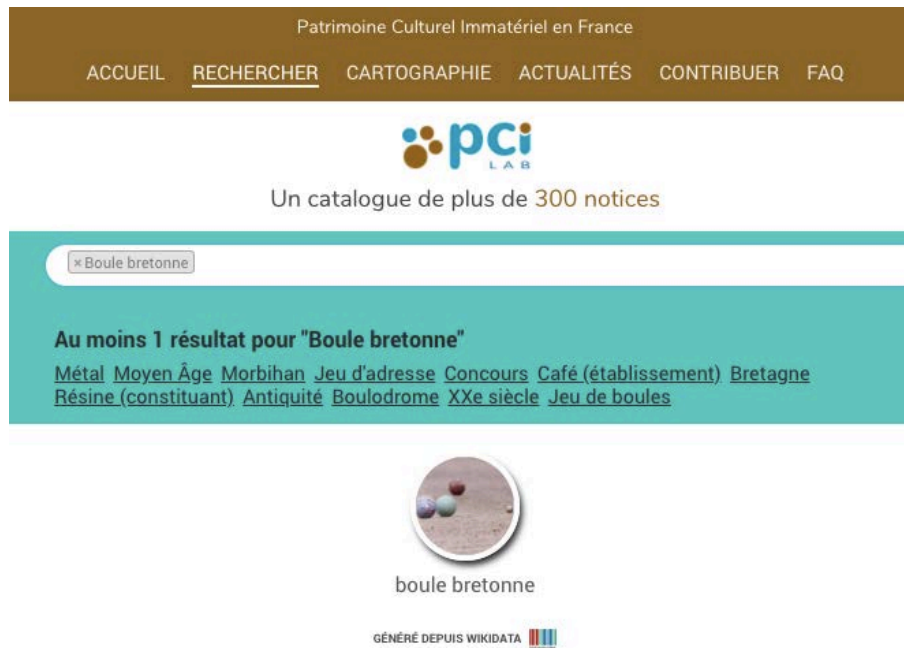 Patrimoine Culturel Immatériel en France
ACCUEIL RECHERCHER CARTOGRAPHIE ACTUALITÉS CONTRIBUER FAQ
pci
LAB
Un catalogue de plus de 300 notices
× Boule bretonne
Au moins 1 résultat pour "Boule bretonne"
Métal Moyen Âge Morbihan Jeu d'adresse Concours Café (établissement) Bretagne
Résine (constituant) Antiquité Boulodrome XXe siècle Jeu de boules
boule bretonne
GÉNÉRÉ DEPUIS WIKIDATA